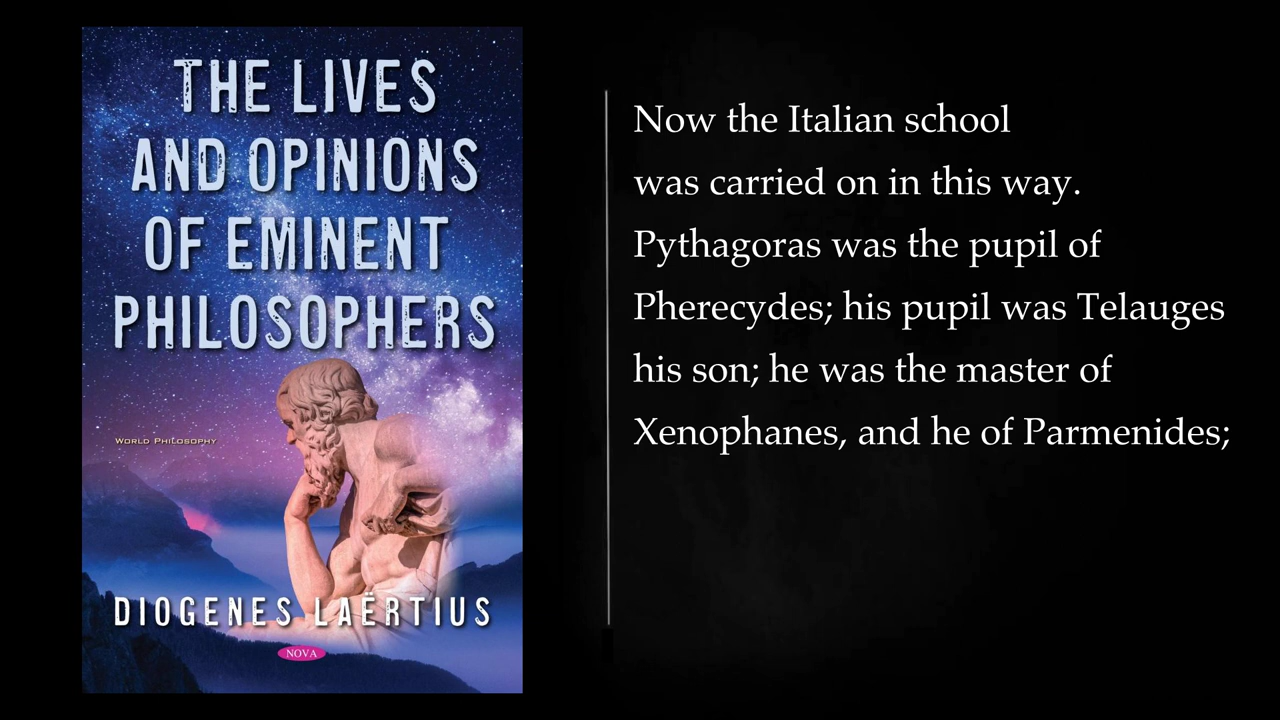 THE LIVES
AND OPINIONS
OF EMINENT
PHILOSOPHERS
WORLD PHILOSOPHY
DIOGENES LAËRTIUS
NOVA
Now the Italian school
was carried on in this way.
Pythagoras was the pupil of
Pherecydes; his pupil was Telauges
his son; he was the master of
Xenophanes, and he of Parmenides;